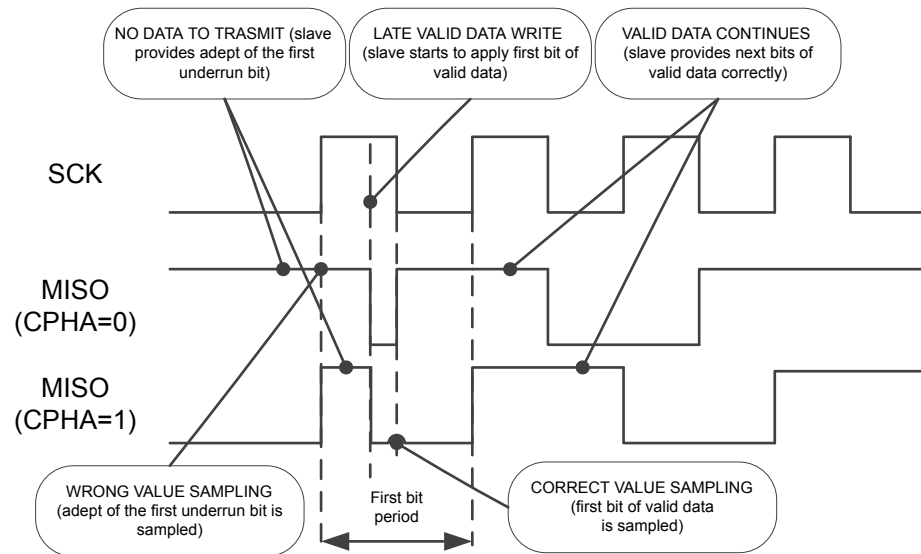 NO DATA TO TRASMIT (slave
provides adept of the first
underrun bit)
LATE VALID DATA WRITE
(slave starts to apply first bit of
valid data)
VALID DATA CONTINUES
(slave provides next bits of
valid data correctly)
SCK
MISO
(CPHA=0)
MISO
(CPHA=1)
WRONG VALUE SAMPLING
(adept of the first underrun bit is
sampled)
First bit
period
CORRECT VALUE SAMPLING
(first bit of valid data
is sampled)